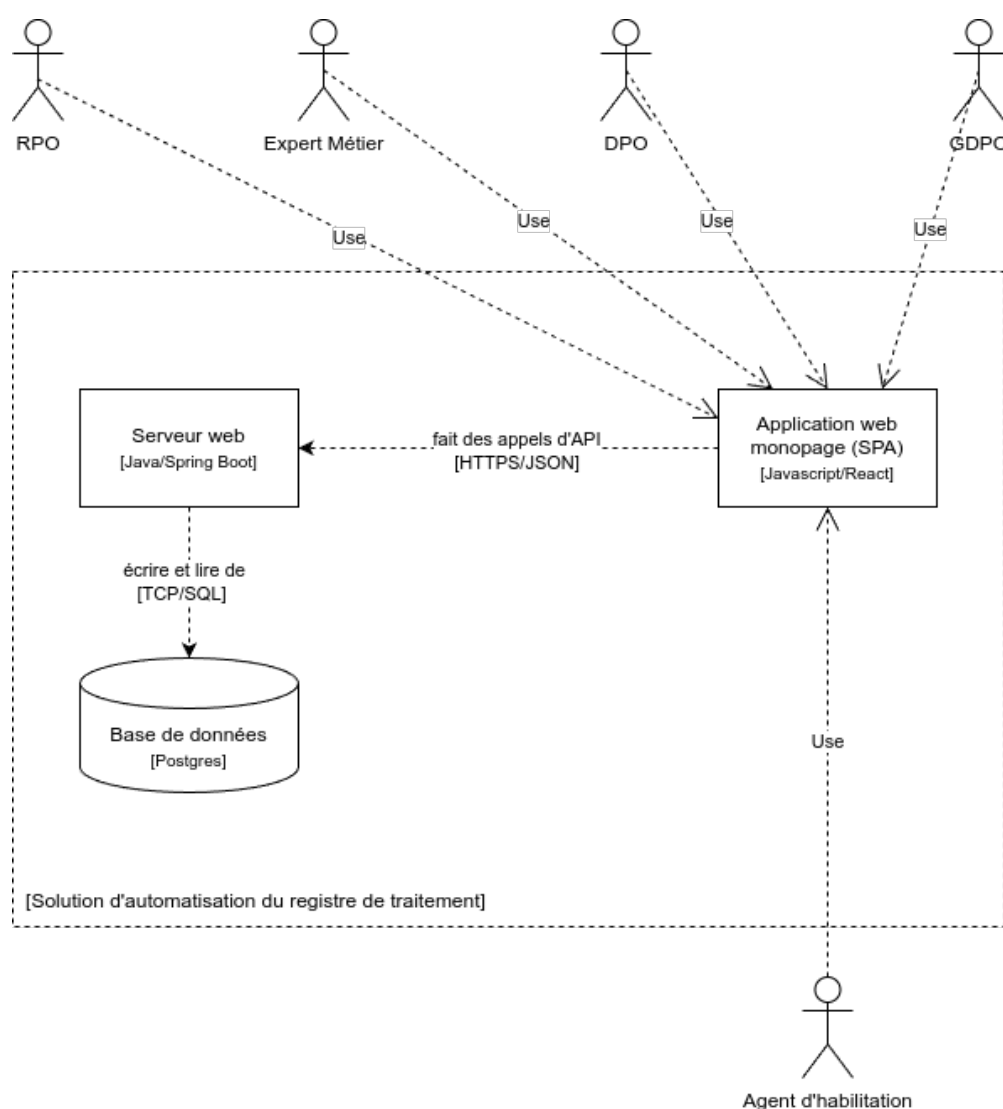 RPO
Expert Métier
DPO
GDPO
Use
Use
Use
Use
Serveur web
[Java/Spring Boot]
fait des appels d'API
[HTTPS/JSON]
Application web
monopage (SPA)
[Javascript/React]
écrire et lire de
[TCP/SQL]
Base de données
[Postgres]
Use
[Solution d'automatisation du registre de traitement]
Agent d'habilitation